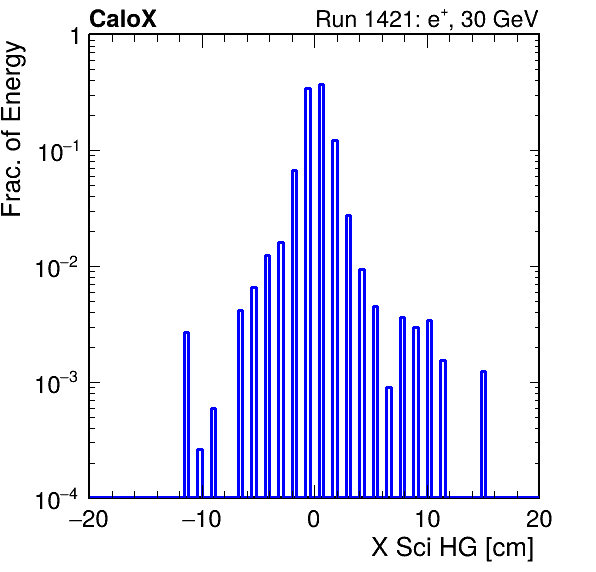 CaloX Run 1421: e⁺, 30 GeV
Frac. of Energy
1
10⁻¹
10⁻²
10⁻³
10⁻⁴
−20 −10 0 10 20
X Sci HG [cm]